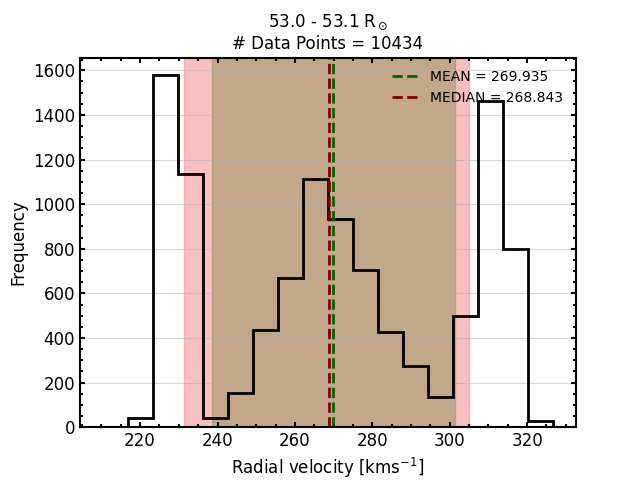 53.0 - 53.1 R⊙
# Data Points = 10434
MEAN = 269.935
MEDIAN = 268.843
1600
1400
1200
1000
800
600
400
200
0
Frequency
220
240
260
280
300
320
Radial velocity [kms⁻¹]